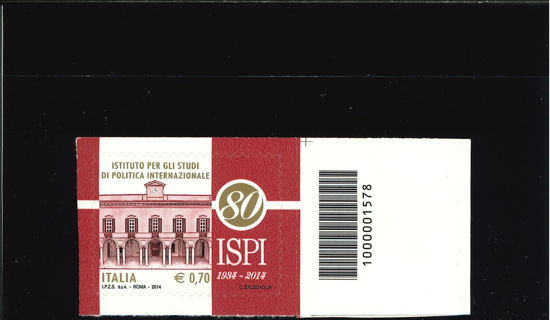 ISTITUTO PER GLI STUDI
DI POLITICA INTERNAZIONALE
80
ISPI
1934 - 2014
ITALIA
€ 0,70
I.P.Z.S. S.p.A. - ROMA - 2014
1000001578